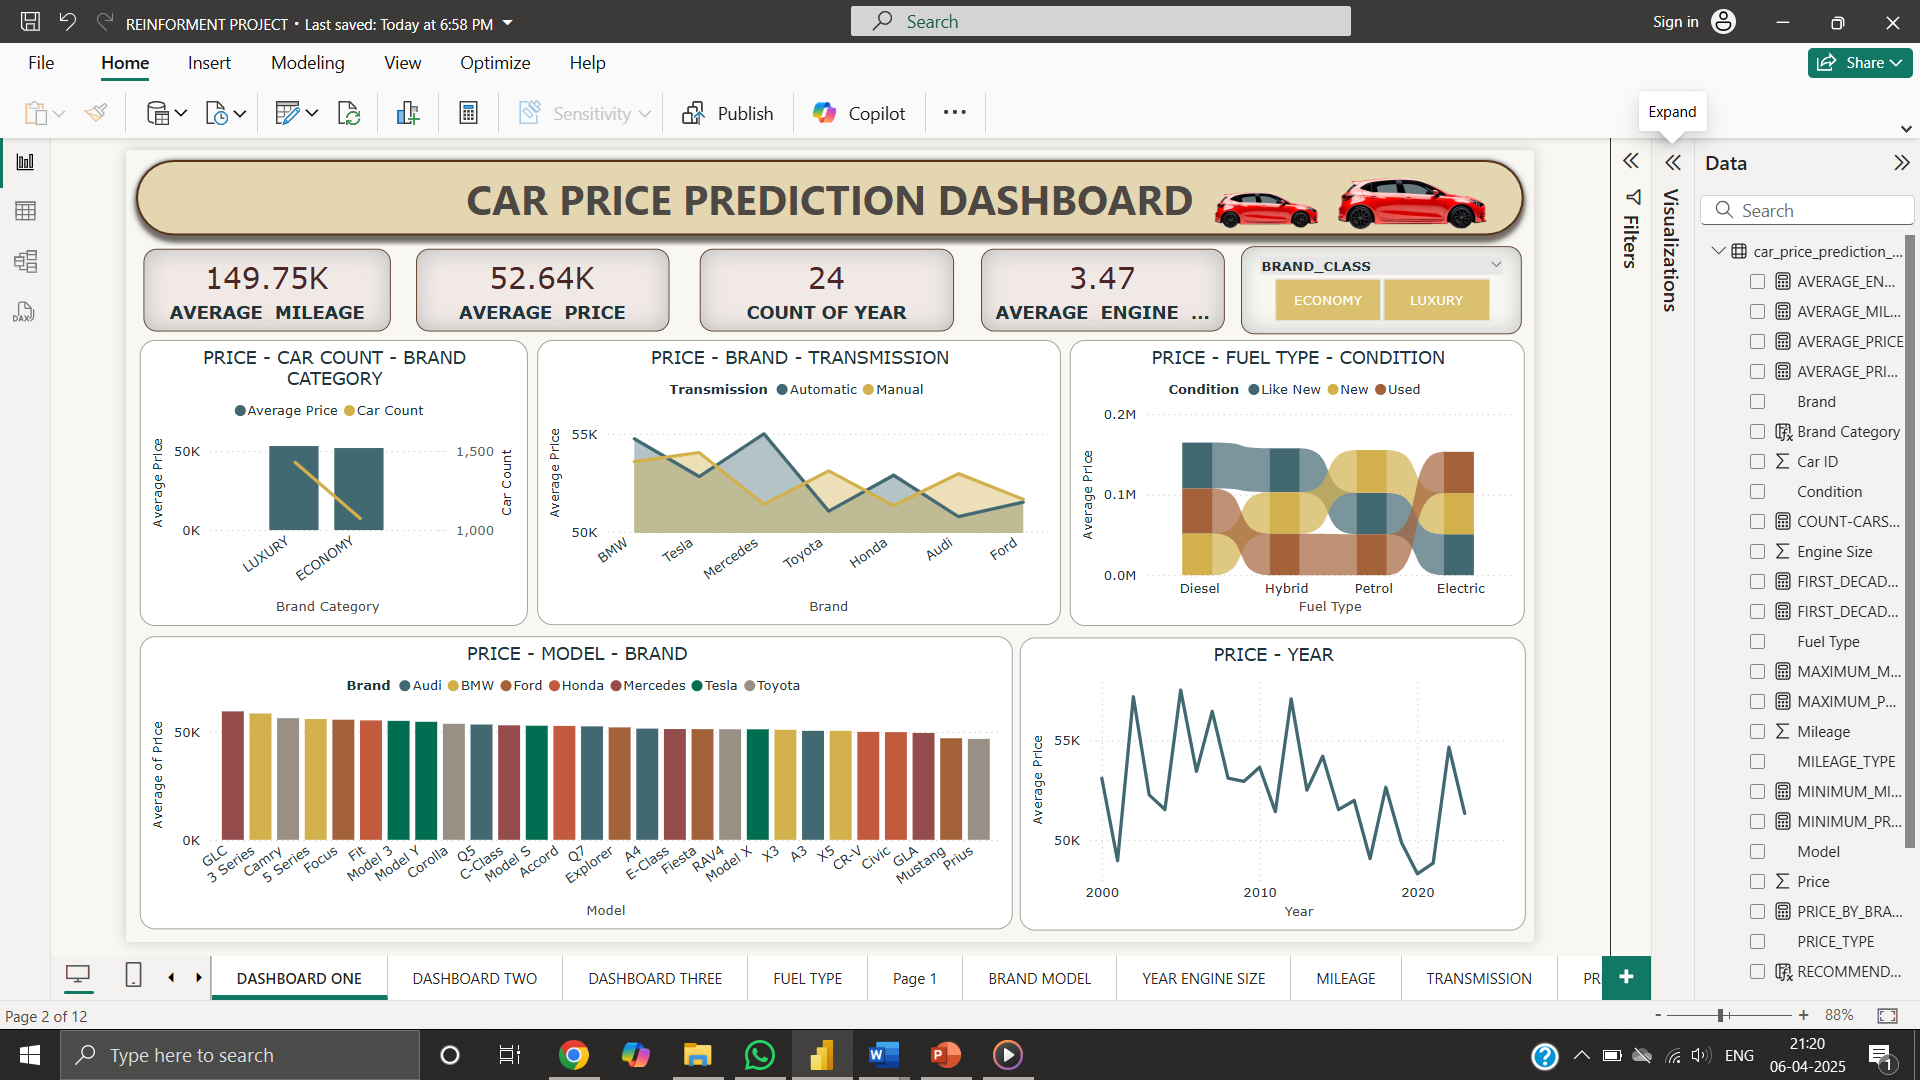 REINFORMENT PROJECT • Last saved: Today at 6:58 PM
Search
Sign in
File
Home
Insert
Modeling
View
Optimize
Help
Share
Sensitivity
Publish
Copilot
Expand
CAR PRICE PREDICTION DASHBOARD
149.75K
AVERAGE MILEAGE
52.64K
AVERAGE PRICE
24
COUNT OF YEAR
3.47
AVERAGE ENGINE ...
BRAND_CLASS
ECONOMY
LUXURY
PRICE - CAR COUNT - BRAND
CATEGORY
Average Price
Car Count
Average Price
50K
0K
1,500
1,000
Car Count
LUXURY
ECONOMY
Brand Category
PRICE - BRAND - TRANSMISSION
Transmission
Automatic
Manual
Average Price
55K
50K
BMW
Tesla
Mercedes
Toyota
Honda
Audi
Ford
Brand
PRICE - FUEL TYPE - CONDITION
Condition
Like New
New
Used
Average Price
0.2M
0.1M
0.0M
Diesel
Hybrid
Petrol
Electric
Fuel Type
PRICE - MODEL - BRAND
Brand
Audi
BMW
Ford
Honda
Mercedes
Tesla
Toyota
Average of Price
50K
0K
GLC
3 Series
Camry
5 Series
Focus
Fit
Model 3
Model Y
Corolla
Q5
C-Class
Model S
Accord
Q7
Explorer
A4
E-Class
Fiesta
RAV4
Model X
X3
A3
X5
CR-V
Civic
GLA
Mustang
Prius
Model
PRICE - YEAR
Average Price
55K
50K
2000
2010
2020
Year
Filters
Visualizations
Data
Search
car_price_prediction_...
AVERAGE_EN...
AVERAGE_MIL...
AVERAGE_PRICE
AVERAGE_PRI...
Brand
Brand Category
Car ID
Condition
COUNT-CARS...
Engine Size
FIRST_DECAD...
FIRST_DECAD...
Fuel Type
MAXIMUM_M...
MAXIMUM_P...
Mileage
MILEAGE_TYPE
MINIMUM_MI...
MINIMUM_PR...
Model
Price
PRICE_BY_BRA...
PRICE_TYPE
RECOMMEND...
DASHBOARD ONE
DASHBOARD TWO
DASHBOARD THREE
FUEL TYPE
Page 1
BRAND MODEL
YEAR ENGINE SIZE
MILEAGE
TRANSMISSION
PR
+
Page 2 of 12
- + 88%
Type here to search
ENG
21:20
06-04-2025
1